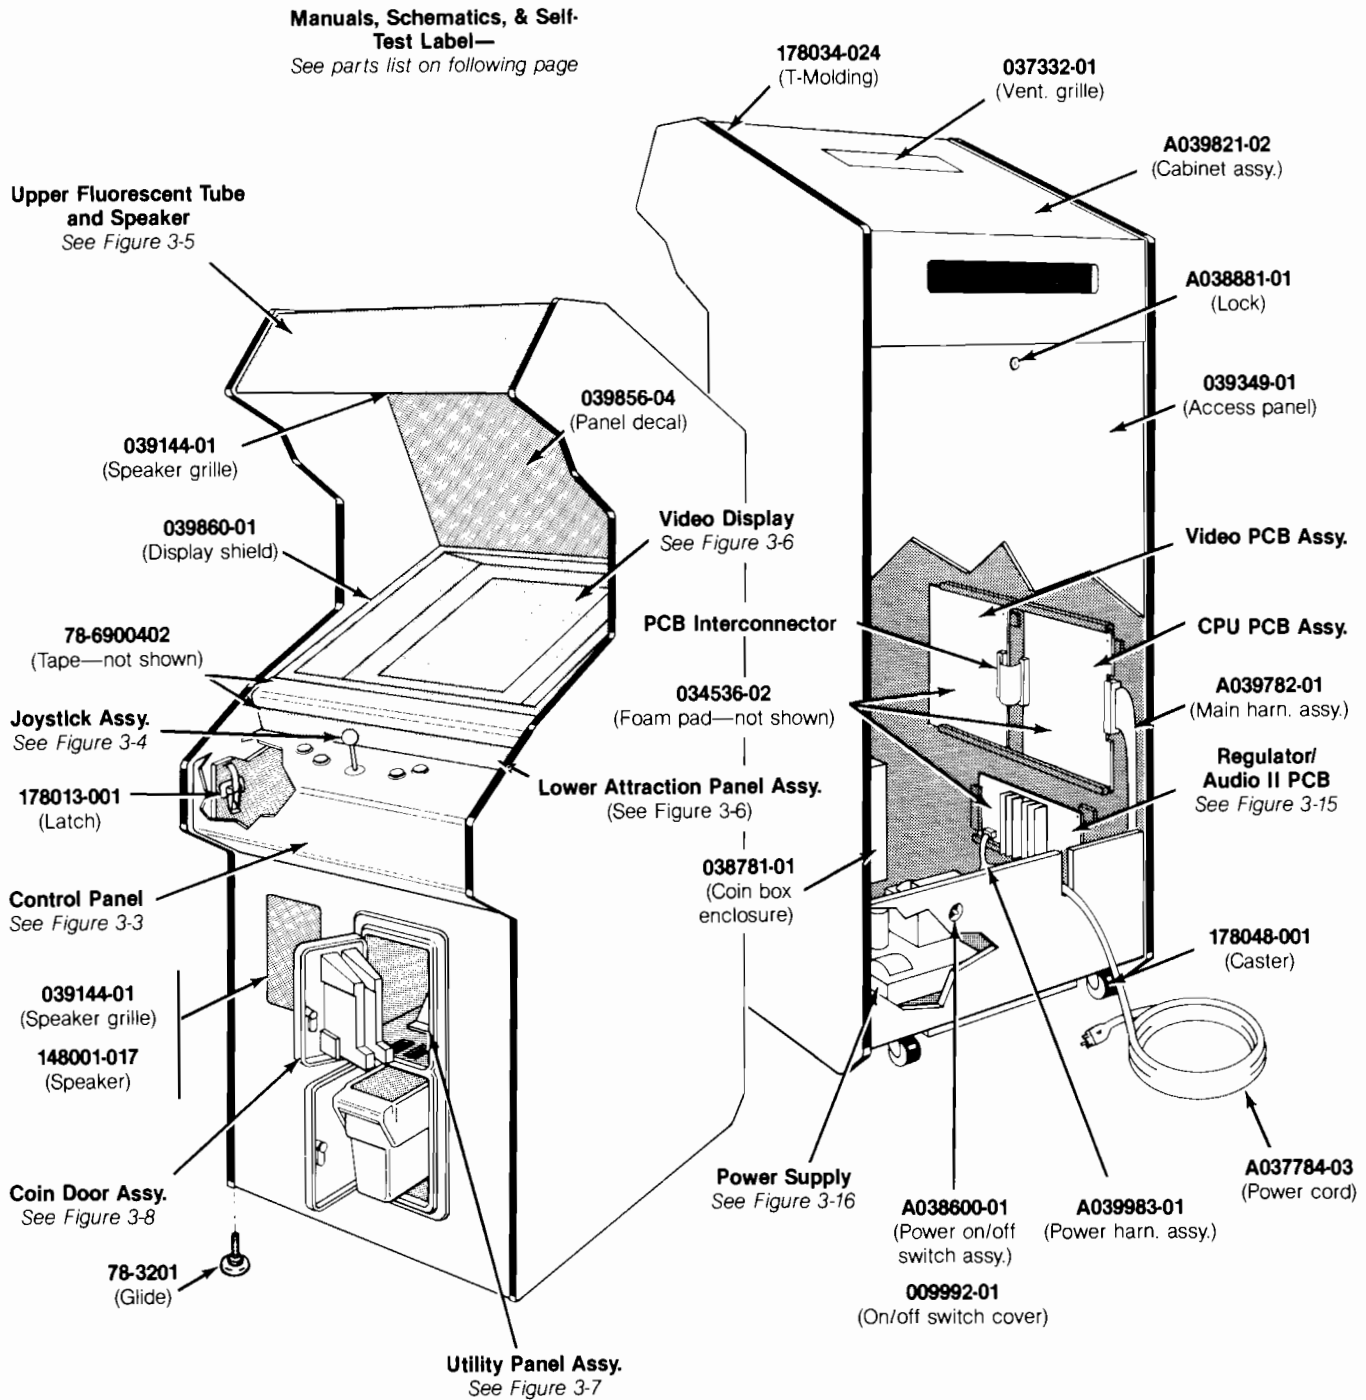 Manuals, Schematics, & Self-
Test Label—
See parts list on following page
178034-024
(T-Molding)
037332-01
(Vent. grille)
A039821-02
(Cabinet assy.)
Upper Fluorescent Tube
and Speaker
See Figure 3-5
A038881-01
(Lock)
039856-04
(Panel decal)
039349-01
(Access panel)
039144-01
(Speaker grille)
039860-01
(Display shield)
Video Display
See Figure 3-6
Video PCB Assy.
78-6900402
(Tape—not shown)
PCB Interconnector
CPU PCB Assy.
034536-02
(Foam pad—not shown)
A039782-01
(Main harn. assy.)
Joystick Assy.
See Figure 3-4
Regulator/
Audio II PCB
See Figure 3-15
178013-001
(Latch)
Lower Attraction Panel Assy.
(See Figure 3-6)
038781-01
(Coin box
enclosure)
Control Panel
See Figure 3-3
178048-001
(Caster)
039144-01
(Speaker grille)
148001-017
(Speaker)
Coin Door Assy.
See Figure 3-8
Power Supply
See Figure 3-16
A038600-01
(Power on/off
switch assy.)
009992-01
(On/off switch cover)
A039983-01
(Power harn. assy.)
A037784-03
(Power cord)
78-3201
(Glide)
Utility Panel Assy.
See Figure 3-7